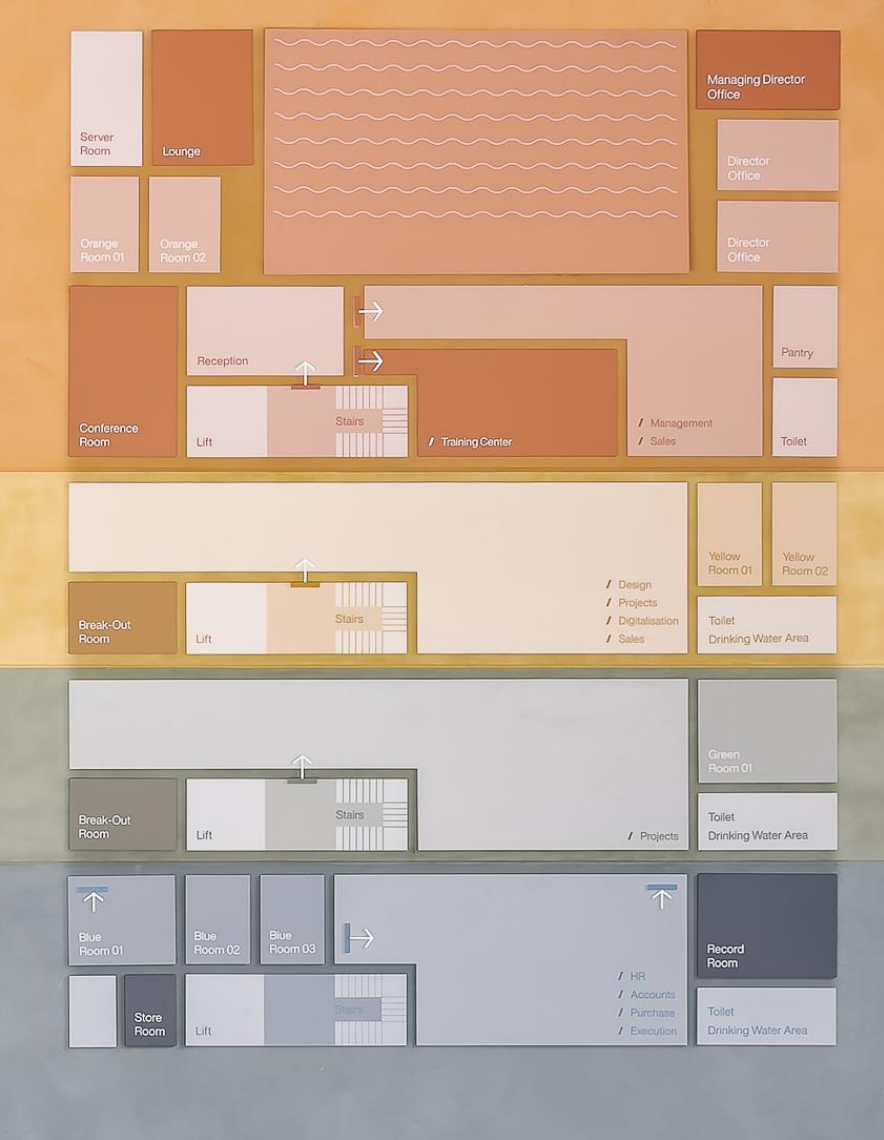 Server
Room
Lounge
Managing Director
Office
Director
Office
Orange
Room 01
Orange
Room 02
Director
Office
Reception
Pantry
Conference
Room
Lift
Stairs
/ Training Center
/ Management
/ Sales
Toilet
Yellow
Room 01
Yellow
Room 02
/ Design
/ Projects
/ Digitalisation
/ Sales
Break-Out
Room
Lift
Stairs
Toilet
Drinking Water Area
Green
Room 01
Break-Out
Room
Lift
Stairs
/ Projects
Toilet
Drinking Water Area
Blue
Room 01
Blue
Room 02
Blue
Room 03
Record
Room
Store
Room
Lift
Stairs
/ HR
/ Accounts
/ Purchase
/ Execution
Toilet
Drinking Water Area